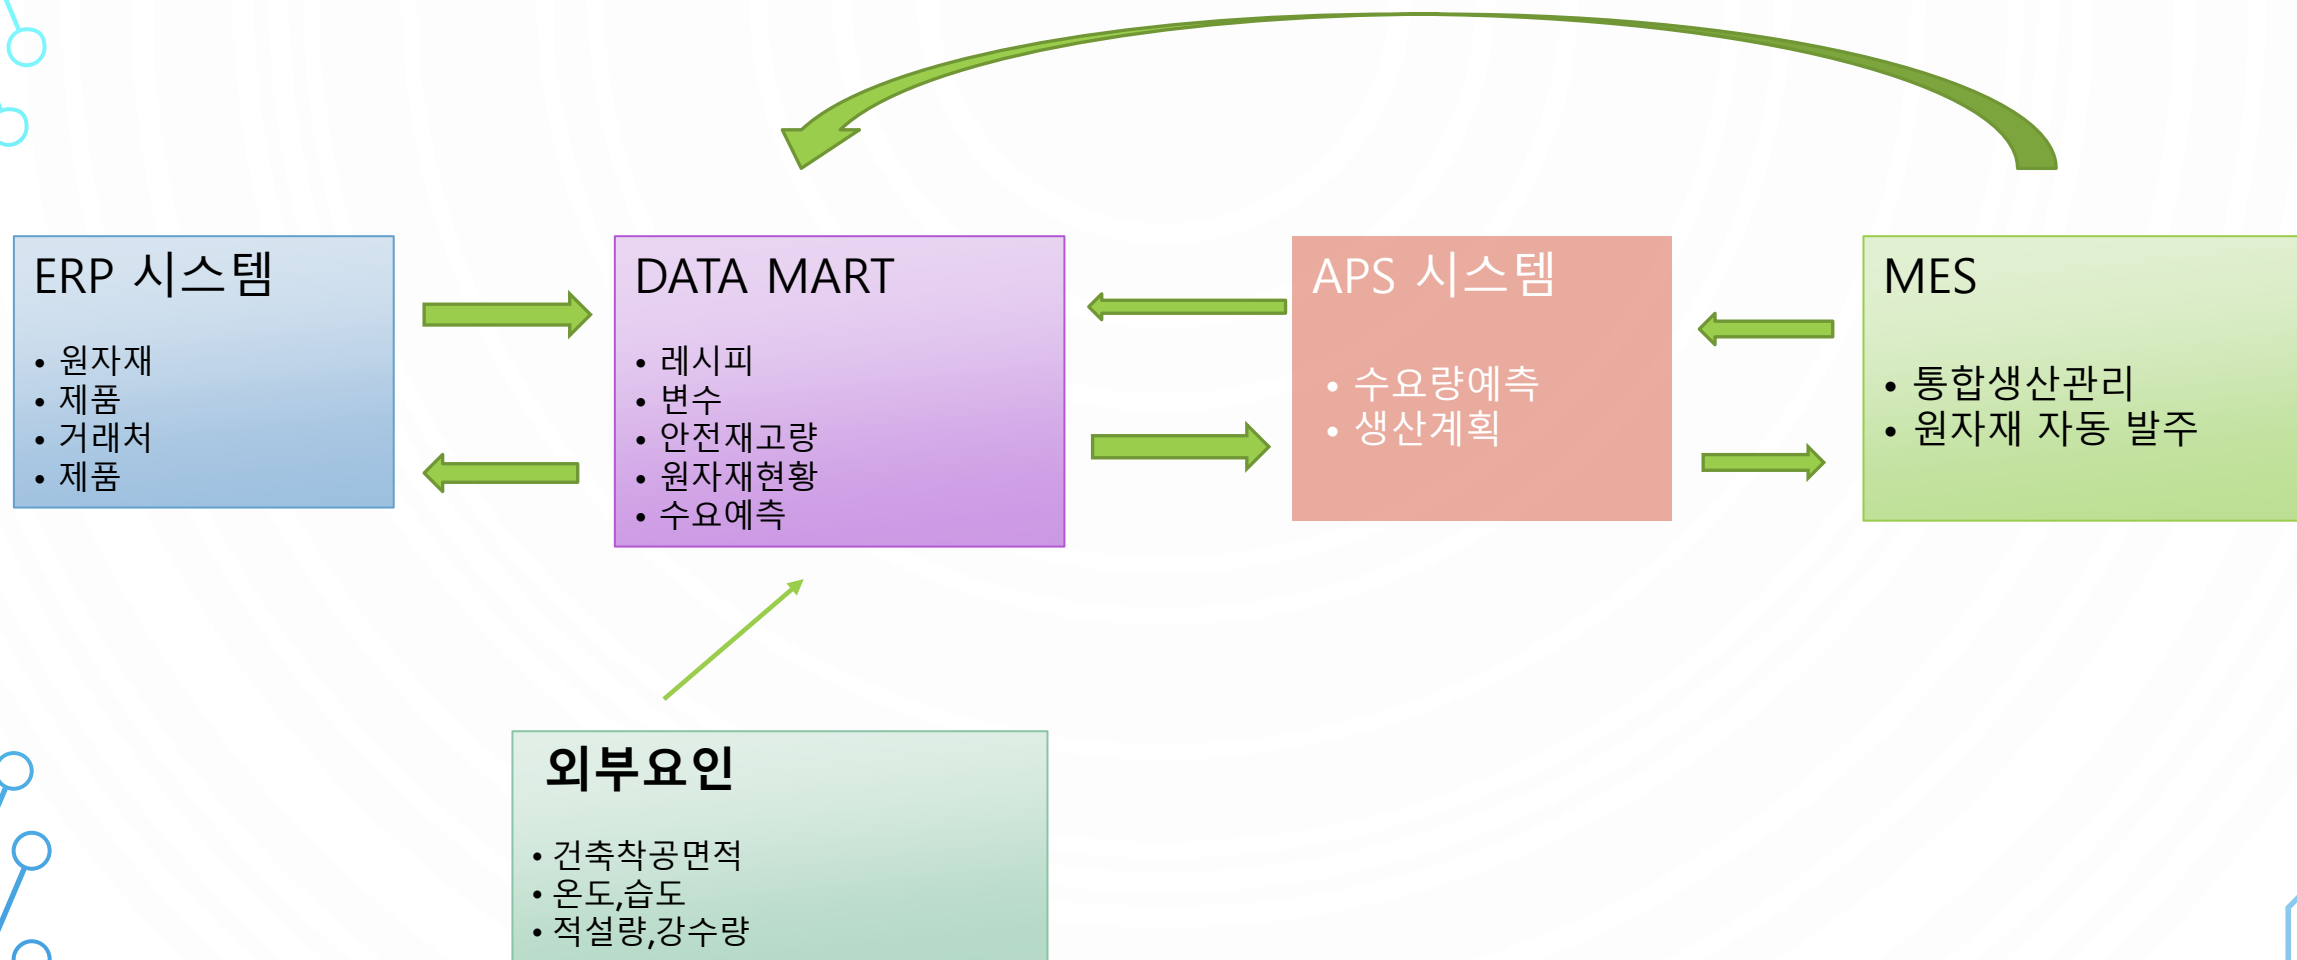 ERP 시스템
• 원자재
• 제품
• 거래처
• 제품
DATA MART
• 레시피
• 변수
• 안전재고량
• 원자재현황
• 수요예측
APS 시스템
• 수요량예측
• 생산계획
MES
• 통합생산관리
• 원자재 자동 발주
외부요인
• 건축착공면적
• 온도,습도
• 적설량,강수량